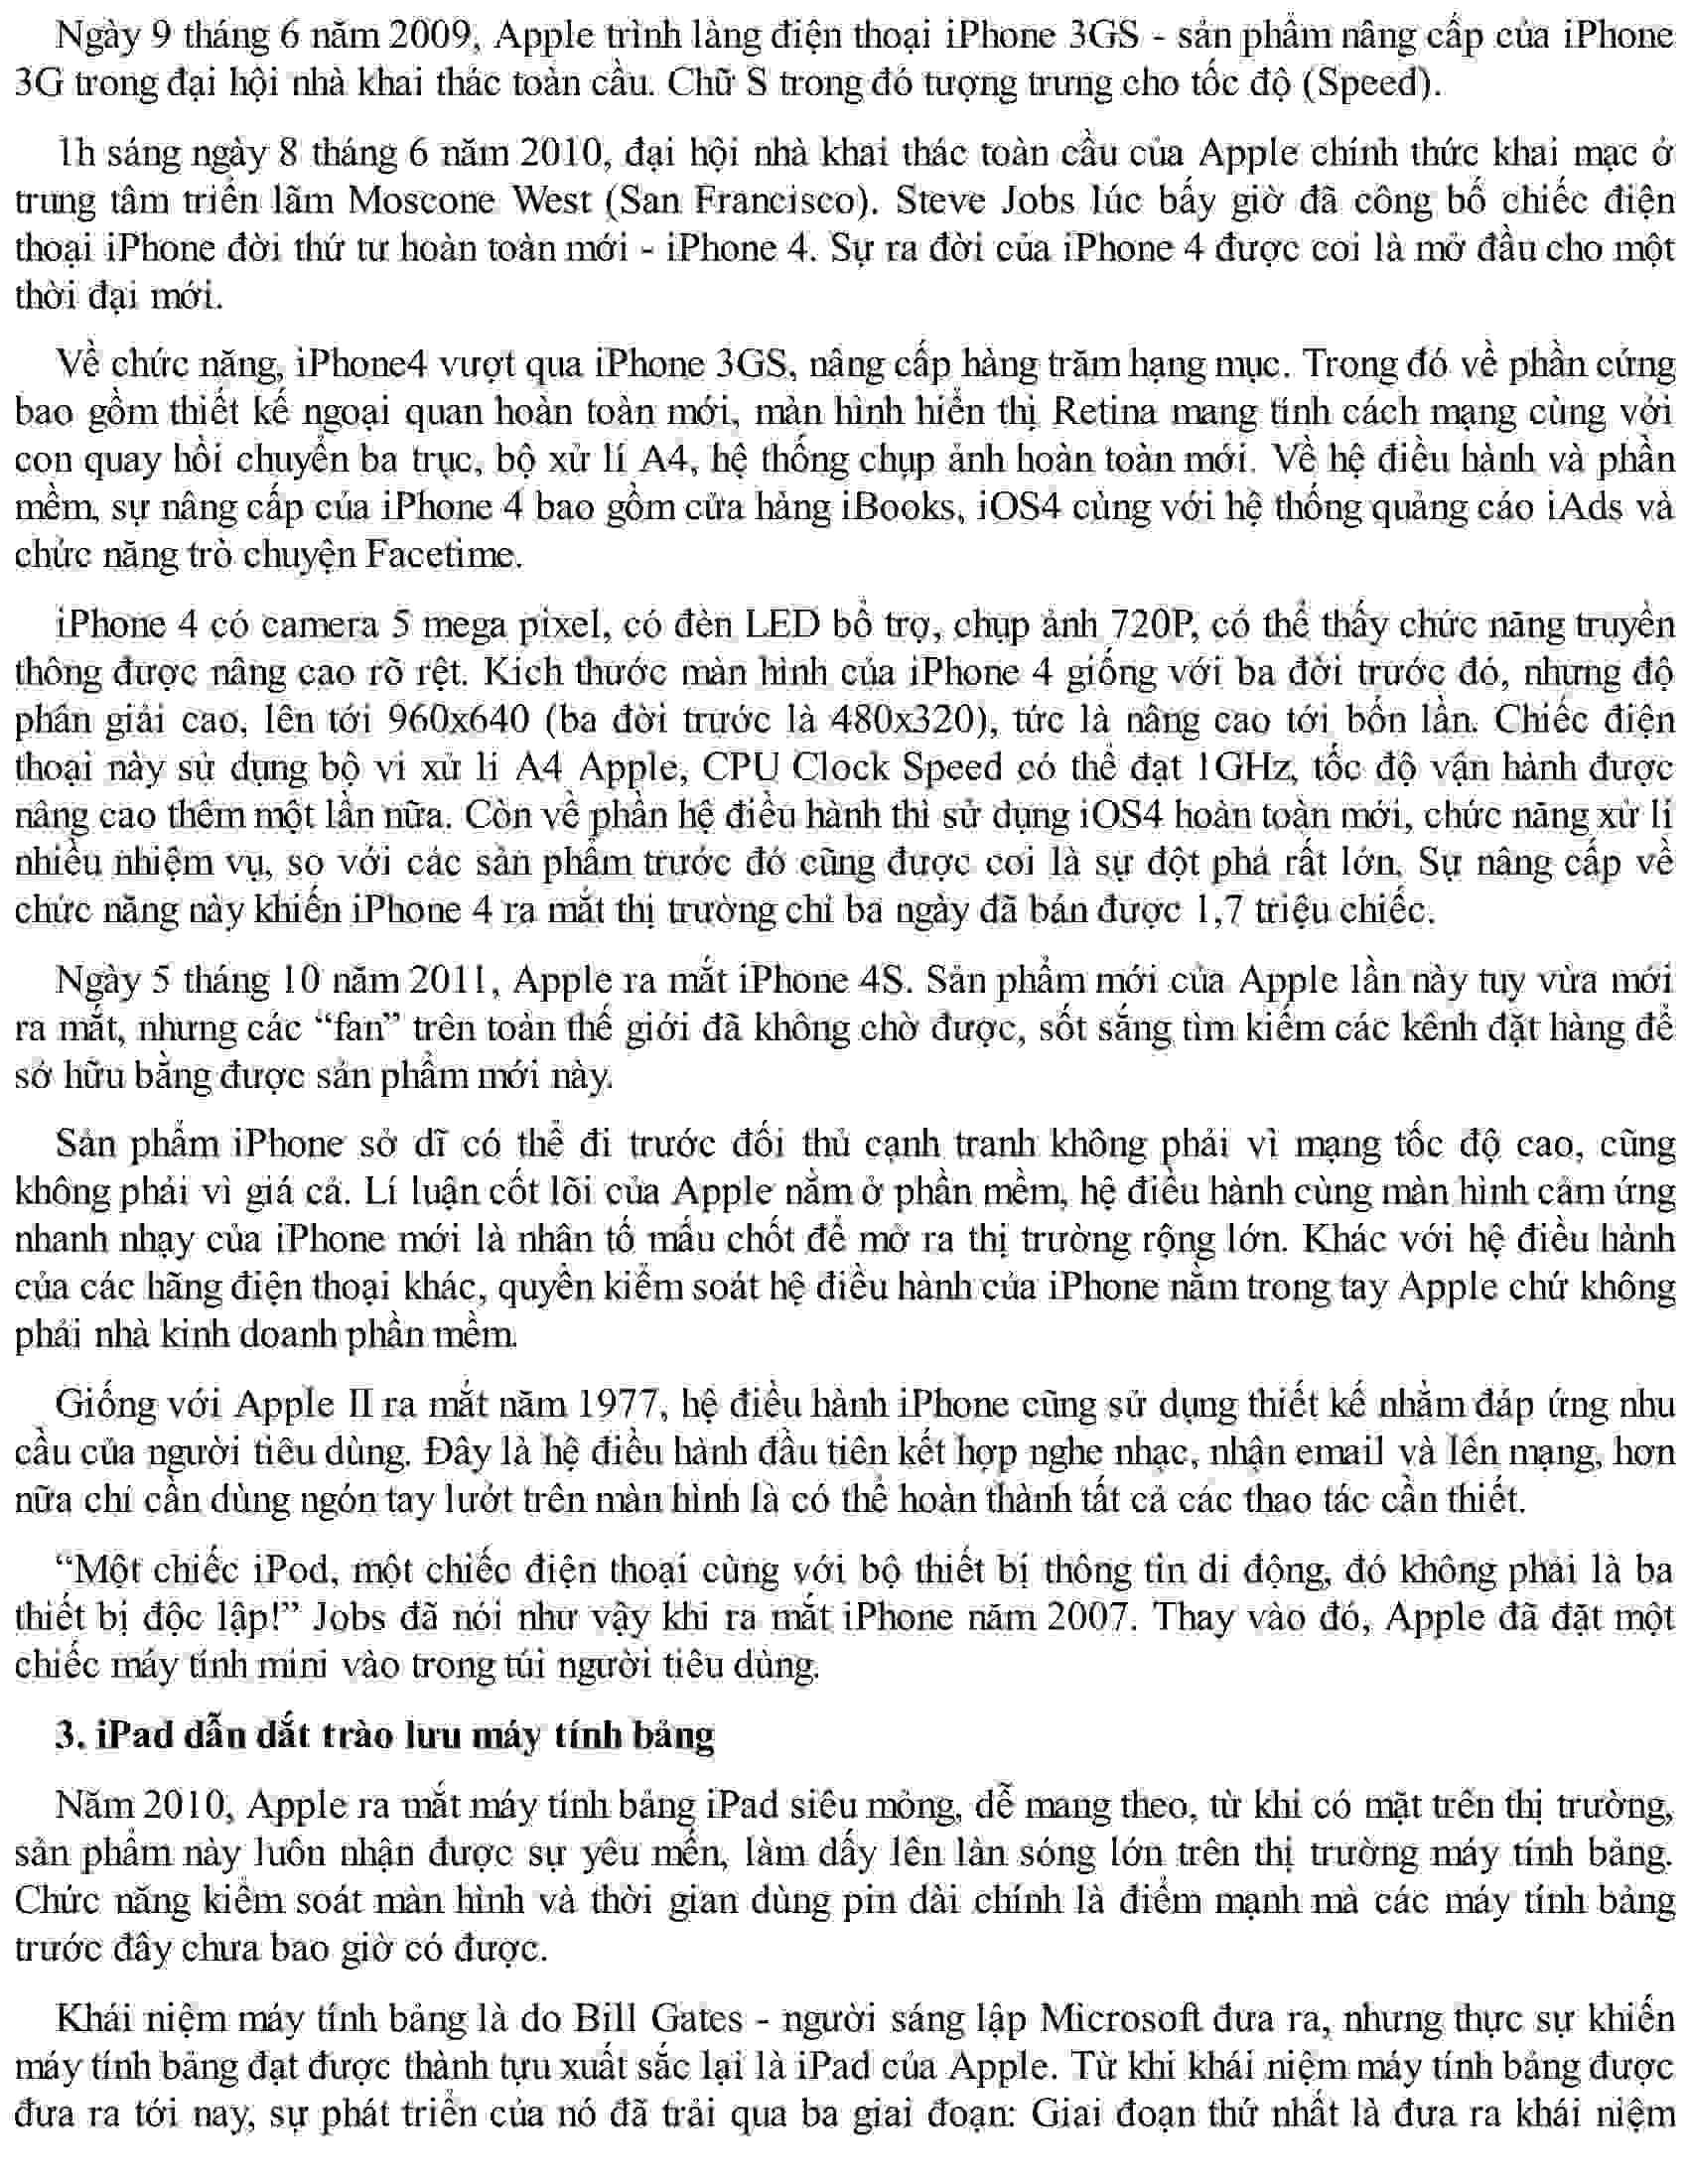 Ngày 9 tháng 6 năm 2009, Apple trình làng điện thoại iPhone 3GS - sản phẩm nâng cấp của iPhone
3G trong đại hội nhà khai thác toàn cầu. Chữ S trong đó tượng trưng cho tốc độ (Speed).
1h sáng ngày 8 tháng 6 năm 2010, đại hội nhà khai thác toàn cầu của Apple chính thức khai mạc ở
trung tâm triển lãm Moscone West (San Francisco). Steve Jobs lúc bấy giờ đã công bố chiếc điện
thoại iPhone đời thứ tư hoàn toàn mới - iPhone 4. Sự ra đời của iPhone 4 được coi là mở đầu cho một
thời đại mới.
Về chức năng, iPhone4 vượt qua iPhone 3GS, nâng cấp hàng trăm hạng mục. Trong đó về phần cứng
bao gồm thiết kế ngoại quan hoàn toàn mới, màn hình hiển thị Retina mang tính cách mạng cùng với
con quay hồi chuyển ba trục, bộ xử lí A4, hệ thống chụp ảnh hoàn toàn mới. Về hệ điều hành và phần
mềm, sự nâng cấp của iPhone 4 bao gồm cửa hàng iBooks, iOS4 cùng với hệ thống quảng cáo iAds và
chức năng trò chuyện Facetime.
iPhone 4 có camera 5 mega pixel, có đèn LED bổ trợ, chụp ảnh 720P, có thể thấy chức năng truyền
thông được nâng cao rõ rệt. Kích thước màn hình của iPhone 4 giống với ba đời trước đó, nhưng độ
phân giải cao, lên tới 960x640 (ba đời trước là 480x320), tức là nâng cao tới bốn lần. Chiếc điện
thoại này sử dụng bộ vi xử lí A4 Apple, CPU Clock Speed có thể đạt 1GHz, tốc độ vận hành được
nâng cao thêm một lần nữa. Còn về phần hệ điều hành thì sử dụng iOS4 hoàn toàn mới, chức năng xử lí
nhiều nhiệm vụ, so với các sản phẩm trước đó cũng được coi là sự đột phá rất lớn. Sự nâng cấp về
chức năng này khiến iPhone 4 ra mắt thị trường chỉ ba ngày đã bán được 1,7 triệu chiếc.
Ngày 5 tháng 10 năm 2011, Apple ra mắt iPhone 4S. Sản phẩm mới của Apple lần này tuy vừa mới
ra mắt, nhưng các “fan” trên toàn thế giới đã không chờ được, sốt sắng tìm kiếm các kênh đặt hàng để
sở hữu bằng được sản phẩm mới này.
Sản phẩm iPhone sở dĩ có thể đi trước đối thủ cạnh tranh không phải vì mạng tốc độ cao, cũng
không phải vì giá cả. Lí luận cốt lõi của Apple nằm ở phần mềm, hệ điều hành cùng màn hình cảm ứng
nhanh nhạy của iPhone mới là nhân tố mấu chốt để mở ra thị trường rộng lớn. Khác với hệ điều hành
của các hãng điện thoại khác, quyền kiểm soát hệ điều hành của iPhone nằm trong tay Apple chứ không
phải nhà kinh doanh phần mềm.
Giống với Apple II ra mắt năm 1977, hệ điều hành iPhone cũng sử dụng thiết kế nhằm đáp ứng nhu
cầu của người tiêu dùng. Đây là hệ điều hành đầu tiên kết hợp nghe nhạc, nhận email và lên mạng, hơn
nữa chỉ cần dùng ngón tay lướt trên màn hình là có thể hoàn thành tất cả các thao tác cần thiết.
“Một chiếc iPod, một chiếc điện thoại cùng với bộ thiết bị thông tin di động, đó không phải là ba
thiết bị độc lập!” Jobs đã nói như vậy khi ra mắt iPhone năm 2007. Thay vào đó, Apple đã đặt một
chiếc máy tính mini vào trong túi người tiêu dùng.
3. iPad dẫn dắt trào lưu máy tính bảng
Năm 2010, Apple ra mắt máy tính bảng iPad siêu mỏng, dễ mang theo, từ khi có mặt trên thị trường,
sản phẩm này luôn nhận được sự yêu mến, làm dấy lên làn sóng lớn trên thị trường máy tính bảng.
Chức năng kiểm soát màn hình và thời gian dùng pin dài chính là điểm mạnh mà các máy tính bảng
trước đây chưa bao giờ có được.
Khái niệm máy tính bảng là do Bill Gates - người sáng lập Microsoft đưa ra, nhưng thực sự khiến
máy tính bảng đạt được thành tựu xuất sắc lại là iPad của Apple. Từ khi khái niệm máy tính bảng được
đưa ra tới nay, sự phát triển của nó đã trải qua ba giai đoạn: Giai đoạn thứ nhất là đưa ra khái niệm